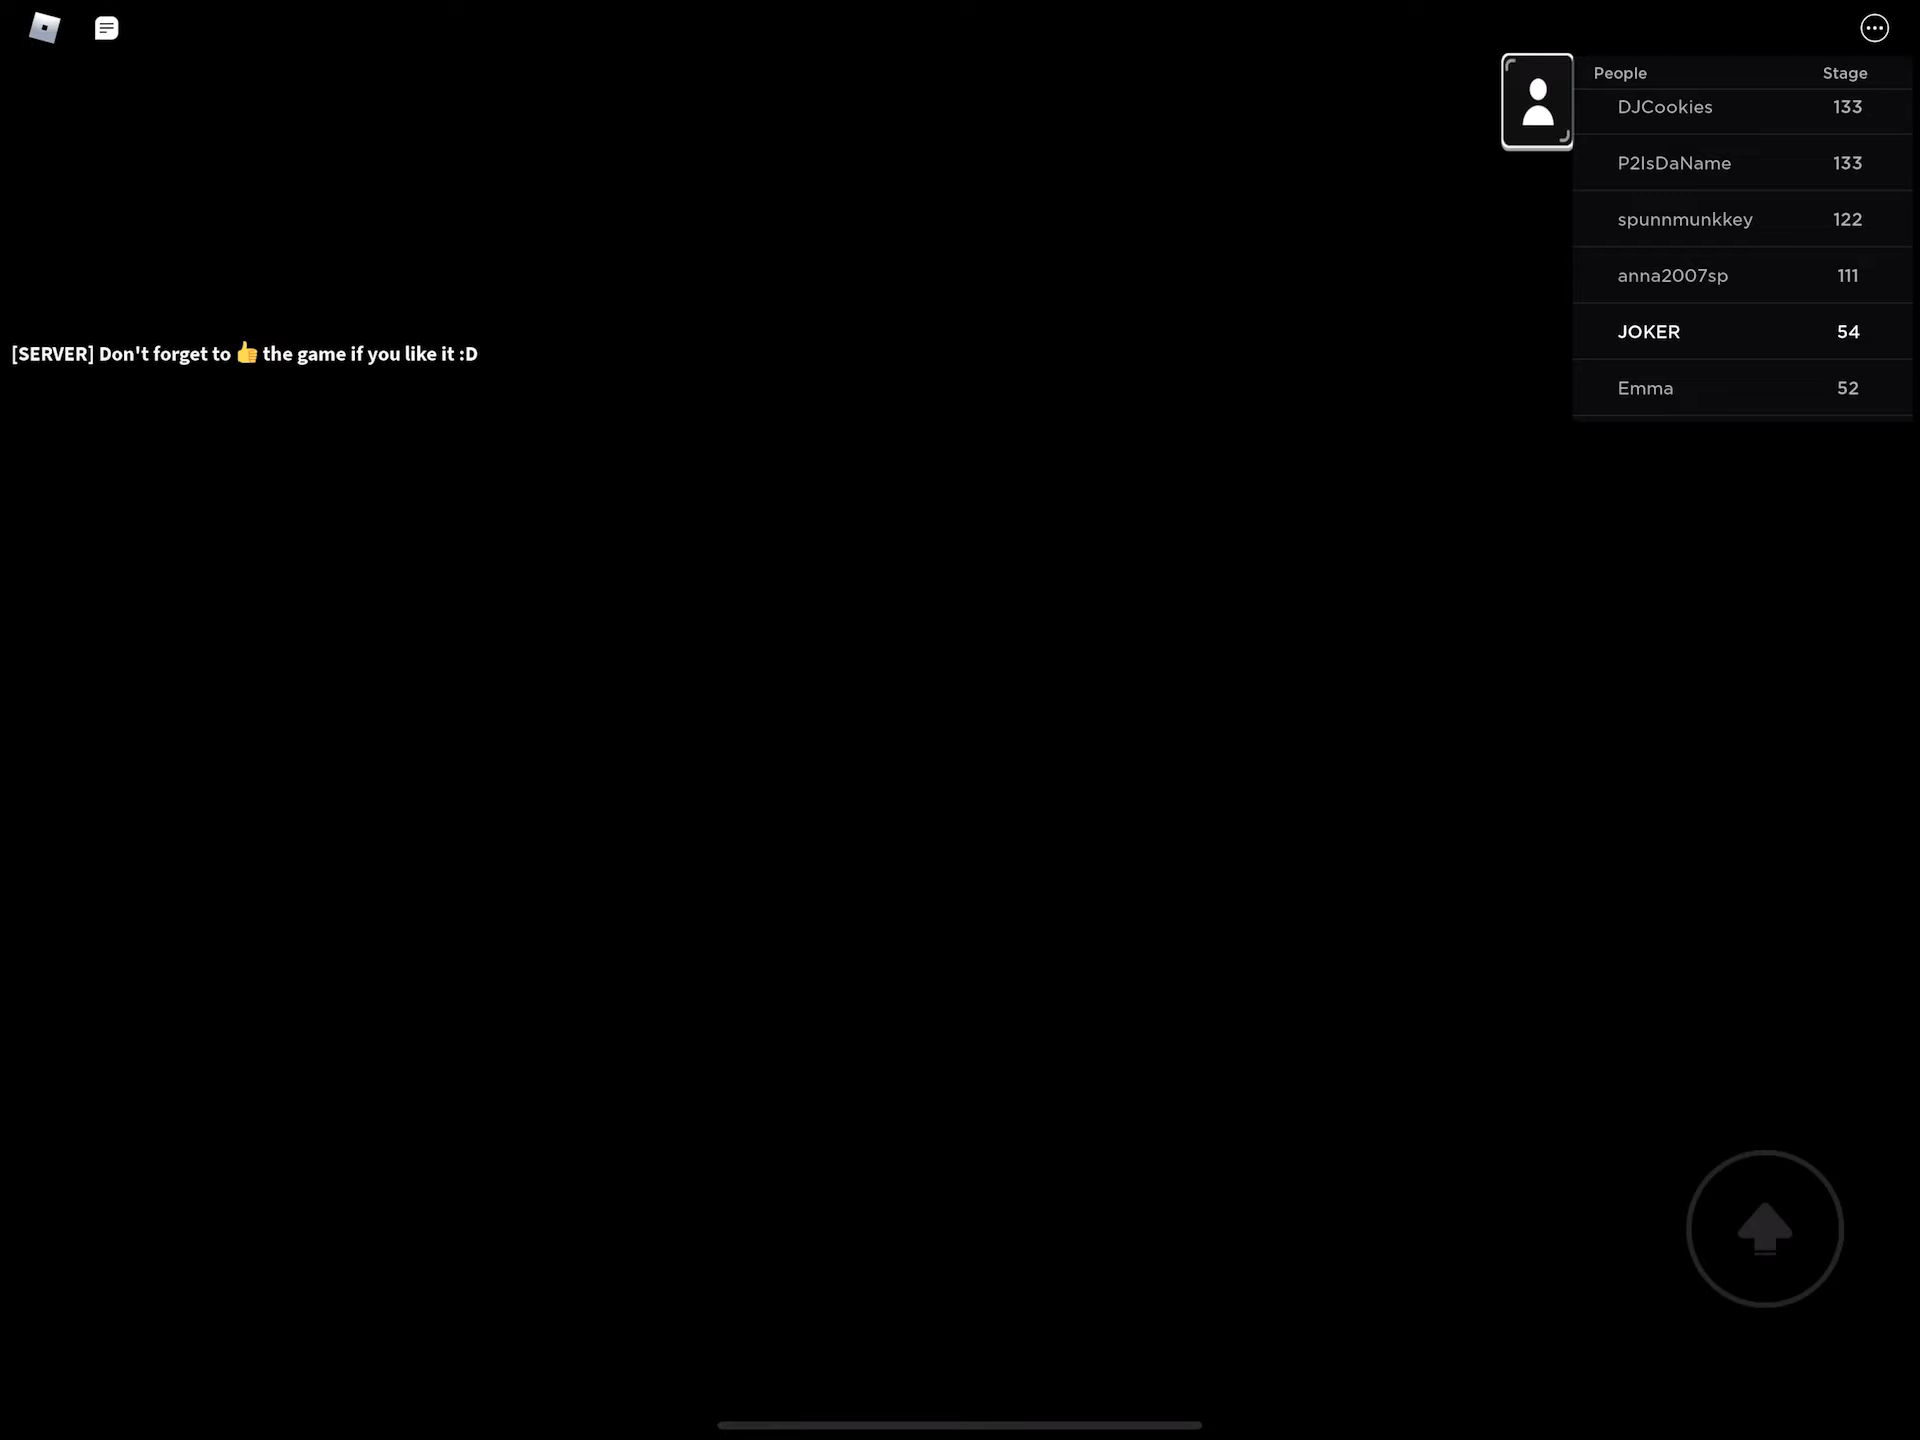 People Stage
DJCookies 133
P2IsDaName 133
spunnmunkkey 122
anna2007sp 111
JOKER 54
Emma 52
[SERVER] Don't forget to 👍 the game if you like it :D